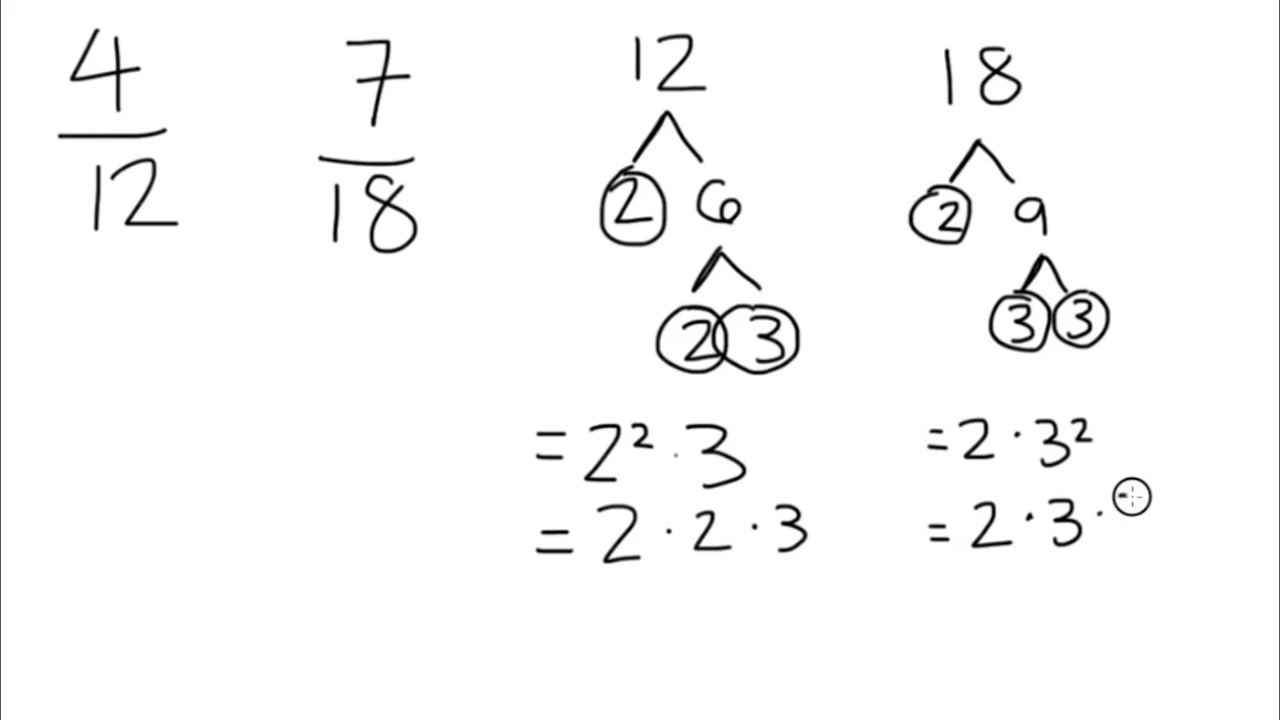 4/12 7/18
12
2 6
2 3
= 2² · 3
= 2 · 2 · 3
18
2 9
3 3
= 2 · 3²
= 2 · 3 ·